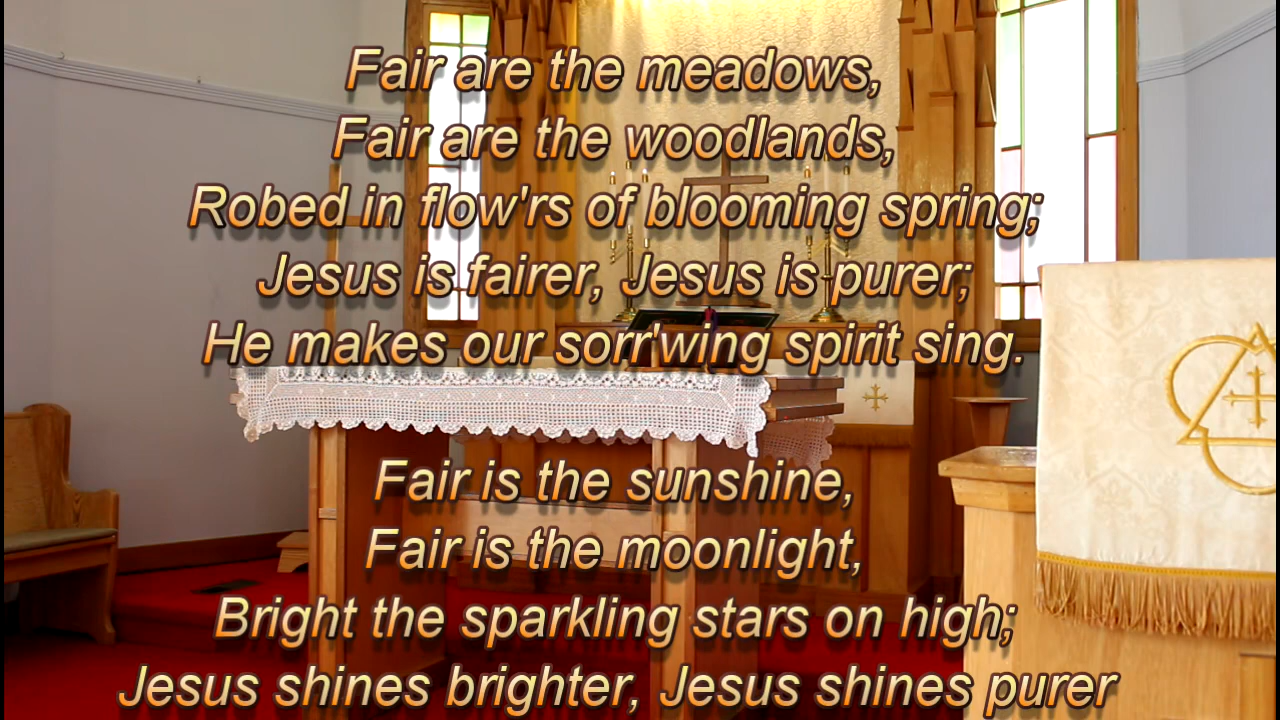 Fair are the meadows,
Fair are the woodlands,
Robed in flow'rs of blooming spring;
Jesus is fairer, Jesus is purer;
He makes our sorr'wing spirit sing.
Fair is the sunshine,
Fair is the moonlight,
Bright the sparkling stars on high;
Jesus shines brighter, Jesus shines purer